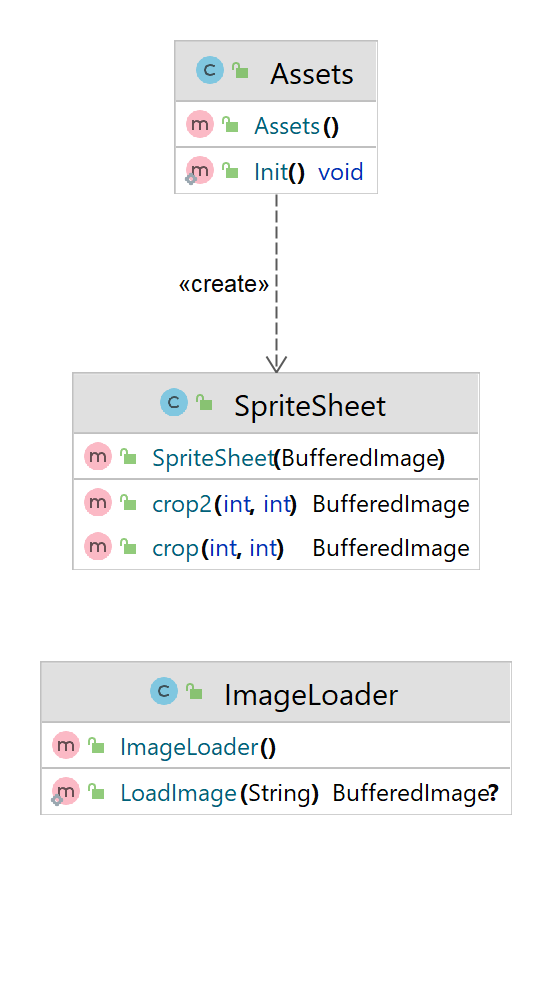 Assets
Assets()
Init() void
«create»
SpriteSheet
SpriteSheet(BufferedImage)
crop2(int, int) BufferedImage
crop(int, int) BufferedImage
ImageLoader
ImageLoader()
LoadImage(String) BufferedImage?